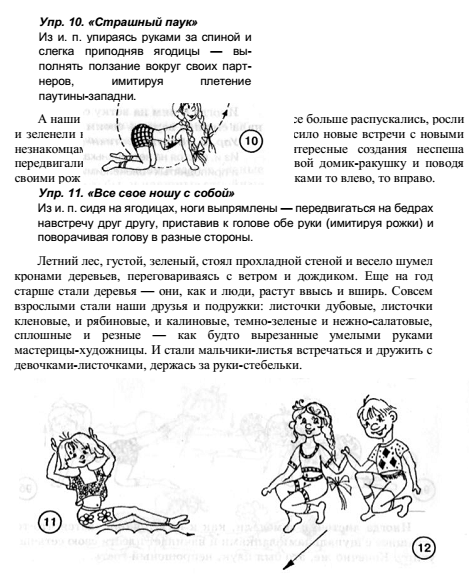 Упр. 10. «Страшный паук»
Из и. п. упираясь руками за спиной и
слегка приподняв ягодицы — вы-
полнять ползание вокруг своих парт-
неров, имитируя плетение
паутины-западни.
А наши се больше распускались, росли
и зеленели сило новые встречи с новыми
незнакомцам тересные создания неспеша
передвигали вой домик-ракушку и поводя
своими рож ками то влево, то вправо.
10
Упр. 11. «Все свое ношу с собой»
Из и. п. сидя на ягодицах, ноги выпрямлены — передвигаться на бедрах
навстречу друг другу, приставив к голове обе руки (имитируя рожки) и
поворачивая голову в разные стороны.
Летний лес, густой, зеленый, стоял прохладной стеной и весело шумел
кронами деревьев, переговариваясь с ветром и дождиком. Еще на год
старше стали деревья — они, как и люди, растут ввысь и вширь. Совсем
взрослыми стали наши друзья и подружки: листочки дубовые, листочки
кленовые, и рябиновые, и калиновые, темно-зеленые и нежно-салатовые,
сплошные и резные — как будто вырезанные умелыми руками
мастерицы-художницы. И стали мальчики-листья встречаться и дружить с
девочками-листочками, держась за руки-стебельки.
11
12